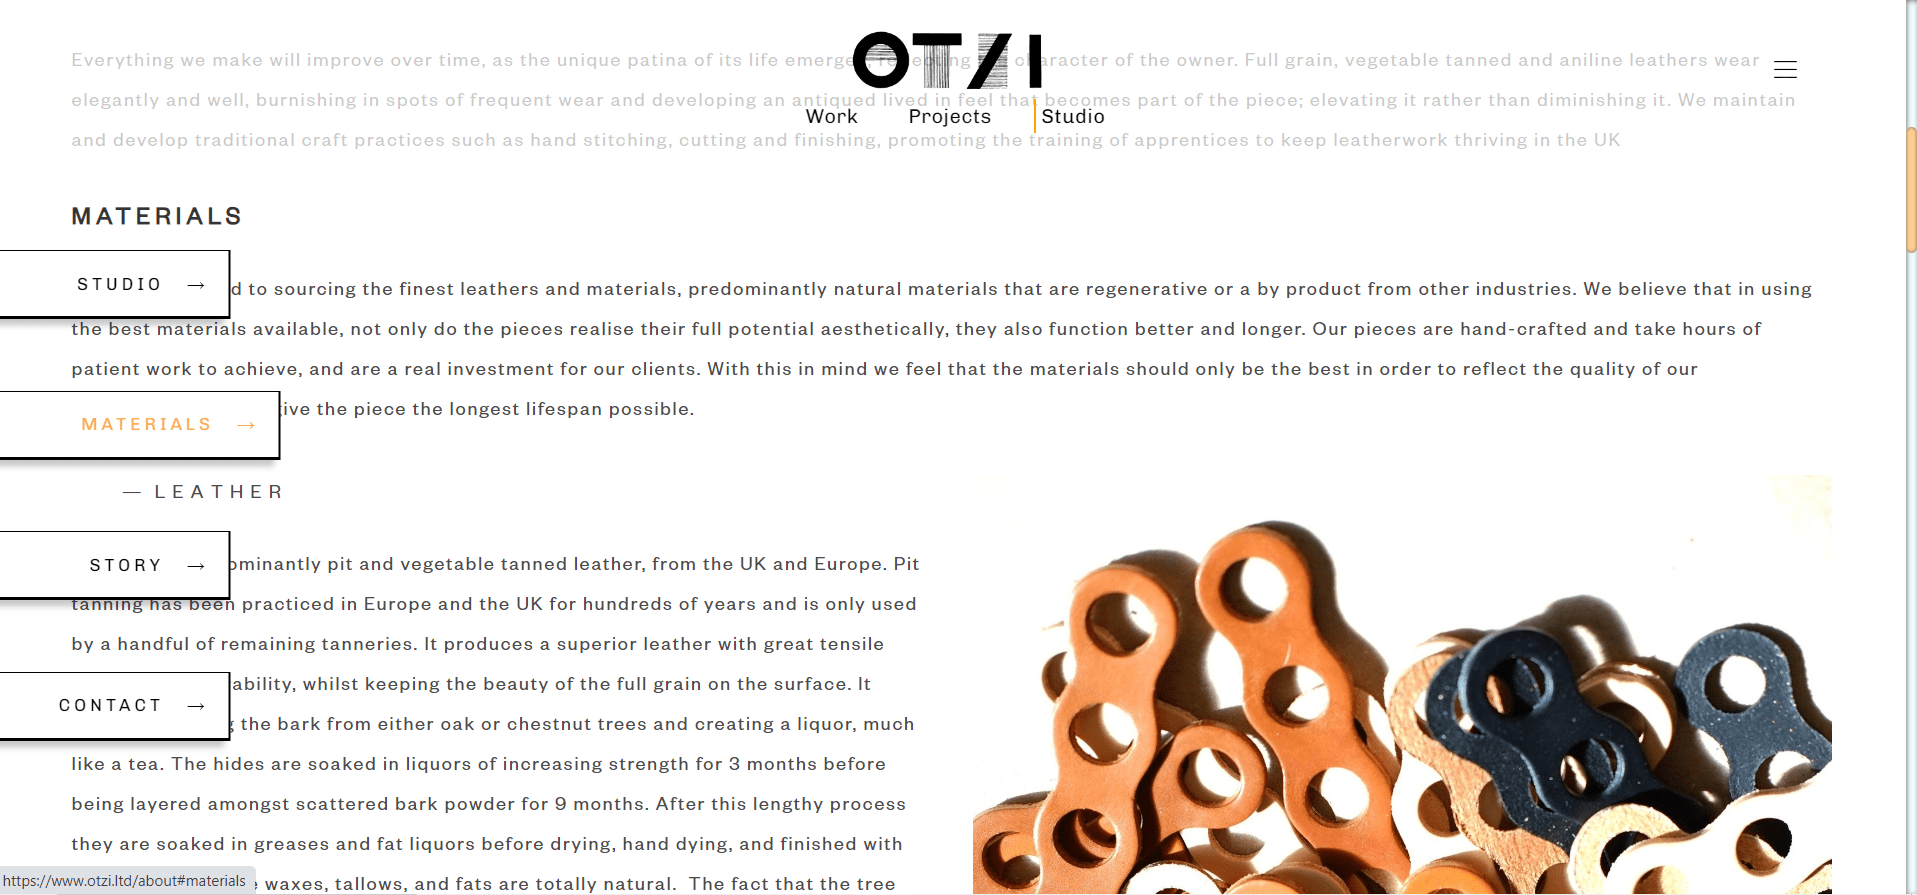 OTZI
Work Projects Studio
Everything we make will improve over time, as the unique patina of its life emerge the character of the owner. Full grain, vegetable tanned and aniline leathers wear
elegantly and well, burnishing in spots of frequent wear and developing an antiqued lived in feel that becomes part of the piece; elevating it rather than diminishing it. We maintain
and develop traditional craft practices such as hand stitching, cutting and finishing, promoting the training of apprentices to keep leatherwork thriving in the UK
MATERIALS
STUDIO →
d to sourcing the finest leathers and materials, predominantly natural materials that are regenerative or a by product from other industries. We believe that in using
the best materials available, not only do the pieces realise their full potential aesthetically, they also function better and longer. Our pieces are hand-crafted and take hours of
patient work to achieve, and are a real investment for our clients. With this in mind we feel that the materials should only be the best in order to reflect the quality of our
MATERIALS →
give the piece the longest lifespan possible.
— LEATHER
STORY →
ominantly pit and vegetable tanned leather, from the UK and Europe. Pit
tanning has been practiced in Europe and the UK for hundreds of years and is only used
by a handful of remaining tanneries. It produces a superior leather with great tensile
ability, whilst keeping the beauty of the full grain on the surface. It
CONTACT →
the bark from either oak or chestnut trees and creating a liquor, much
like a tea. The hides are soaked in liquors of increasing strength for 3 months before
being layered amongst scattered bark powder for 9 months. After this lengthy process
they are soaked in greases and fat liquors before drying, hand dying, and finished with
waxes, tallows, and fats are totally natural. The fact that the tree
https://www.otzi.ltd/about#materials